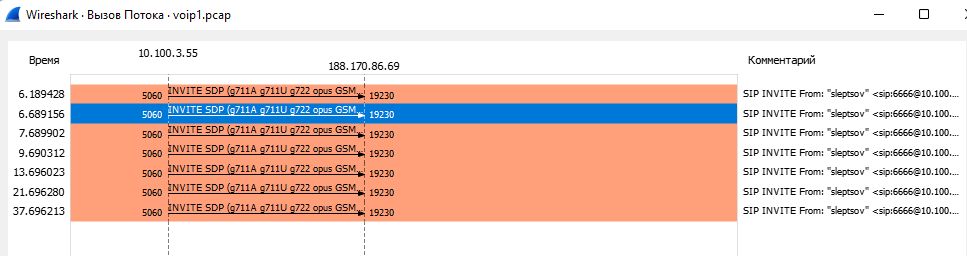 Wireshark · Вызов Потока · voip1.pcap
Время 10.100.3.55 188.170.86.69 Комментарий
6.189428 5060 INVITE SDP (g711A g711U g722 opus GSM... 19230 SIP INVITE From: "sleptsov" <sip:6666@10.100....
6.689156 5060 INVITE SDP (g711A g711U g722 opus GSM... 19230 SIP INVITE From: "sleptsov" <sip:6666@10.100....
7.689902 5060 INVITE SDP (g711A g711U g722 opus GSM... 19230 SIP INVITE From: "sleptsov" <sip:6666@10.100....
9.690312 5060 INVITE SDP (g711A g711U g722 opus GSM... 19230 SIP INVITE From: "sleptsov" <sip:6666@10.100....
13.696023 5060 INVITE SDP (g711A g711U g722 opus GSM... 19230 SIP INVITE From: "sleptsov" <sip:6666@10.100....
21.696280 5060 INVITE SDP (g711A g711U g722 opus GSM... 19230 SIP INVITE From: "sleptsov" <sip:6666@10.100....
37.696213 5060 INVITE SDP (g711A g711U g722 opus GSM... 19230 SIP INVITE From: "sleptsov" <sip:6666@10.100....